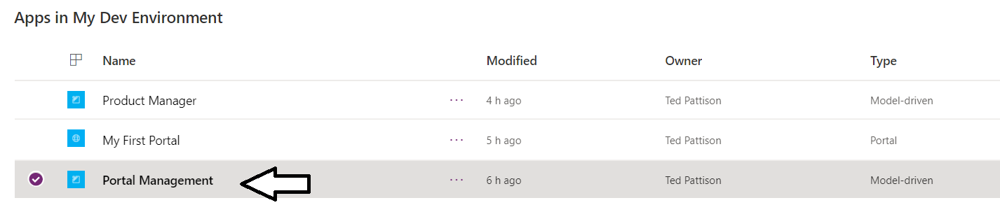 Apps in My Dev Environment
Name Modified Owner Type
Product Manager ... 4 h ago Ted Pattison Model-driven
My First Portal ... 5 h ago Ted Pattison Portal
Portal Management ... 6 h ago Ted Pattison Model-driven